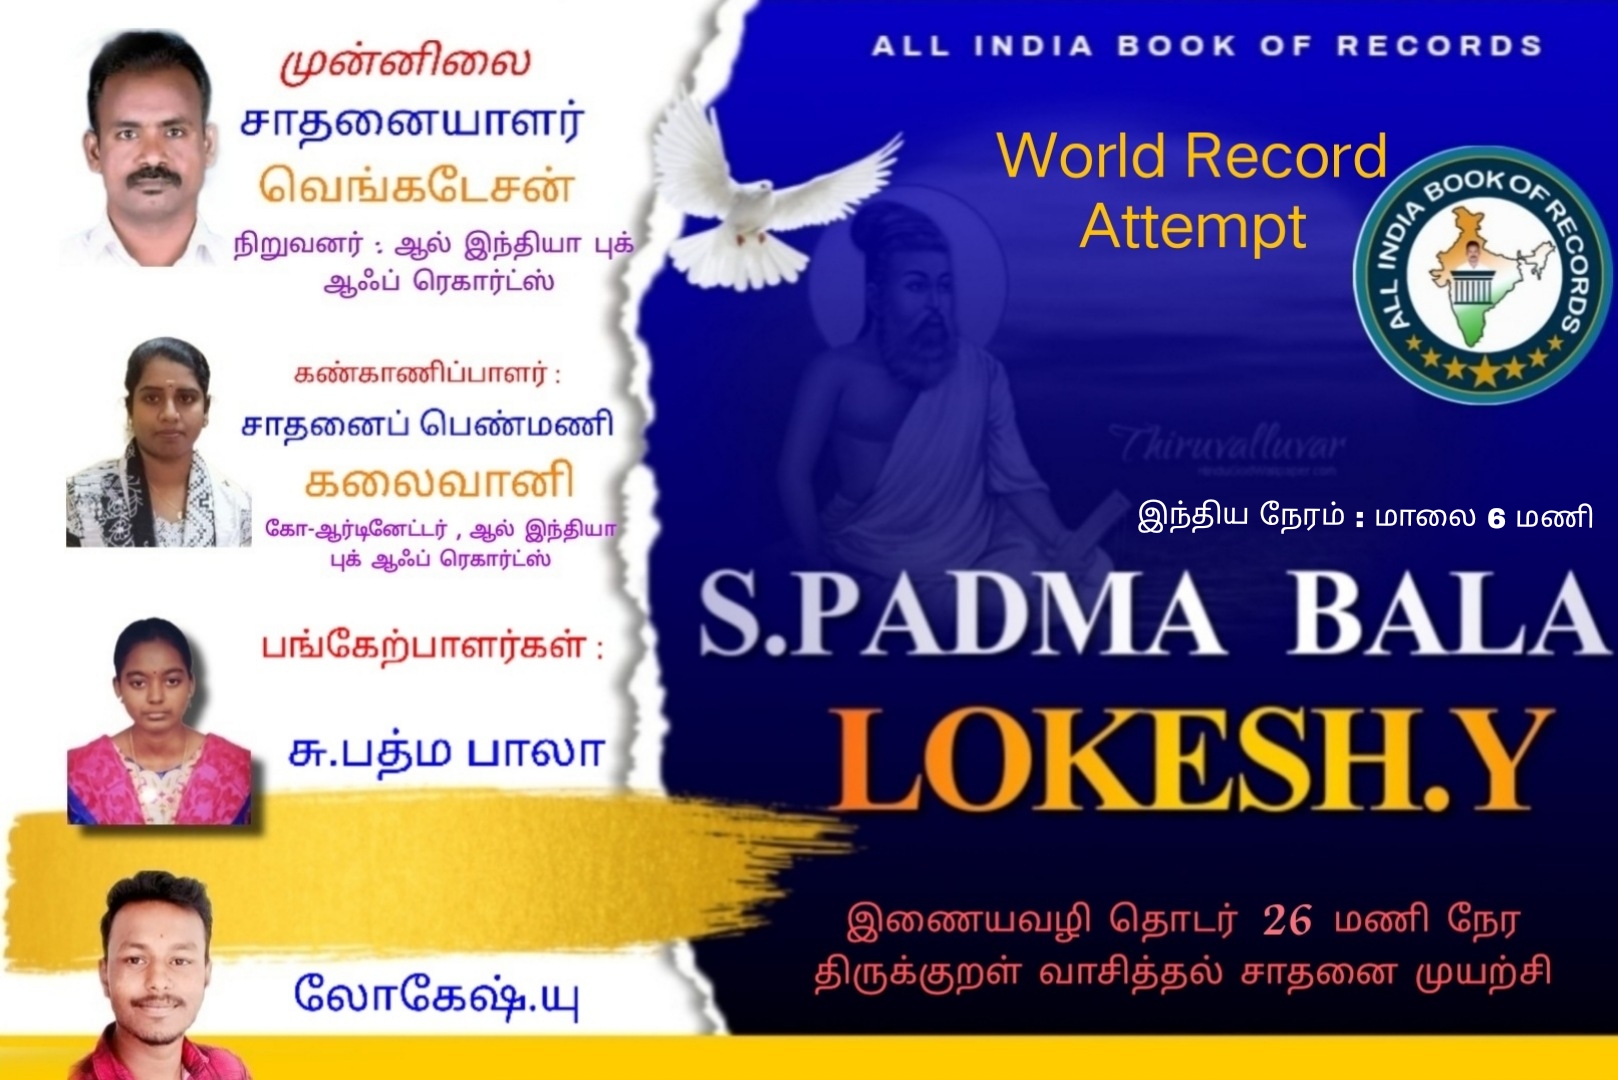 முன்னிலை
சாதனையாளர்
வெங்கடேசன்
நிறுவனர் : ஆல் இந்தியா புக்
ஆஃப் ரெகார்ட்ஸ்
கண்காணிப்பாளர் :
சாதனைப் பெண்மணி
கலைவானி
கோ-ஆர்டினேட்டர் , ஆல் இந்தியா
புக் ஆஃப் ரெகார்ட்ஸ்
பங்கேற்பாளர்கள் :
சு.பத்ம பாலா
லோகேஷ்.யு
ALL INDIA BOOK OF RECORDS
World Record
Attempt
ALL INDIA BOOK OF RECORDS
Thiruvalluvar
இந்திய நேரம் : மாலை 6 மணி
S.PADMA BALA
LOKESH.Y
இணையவழி தொடர் 26 மணி நேர
திருக்குறள் வாசித்தல் சாதனை முயற்சி